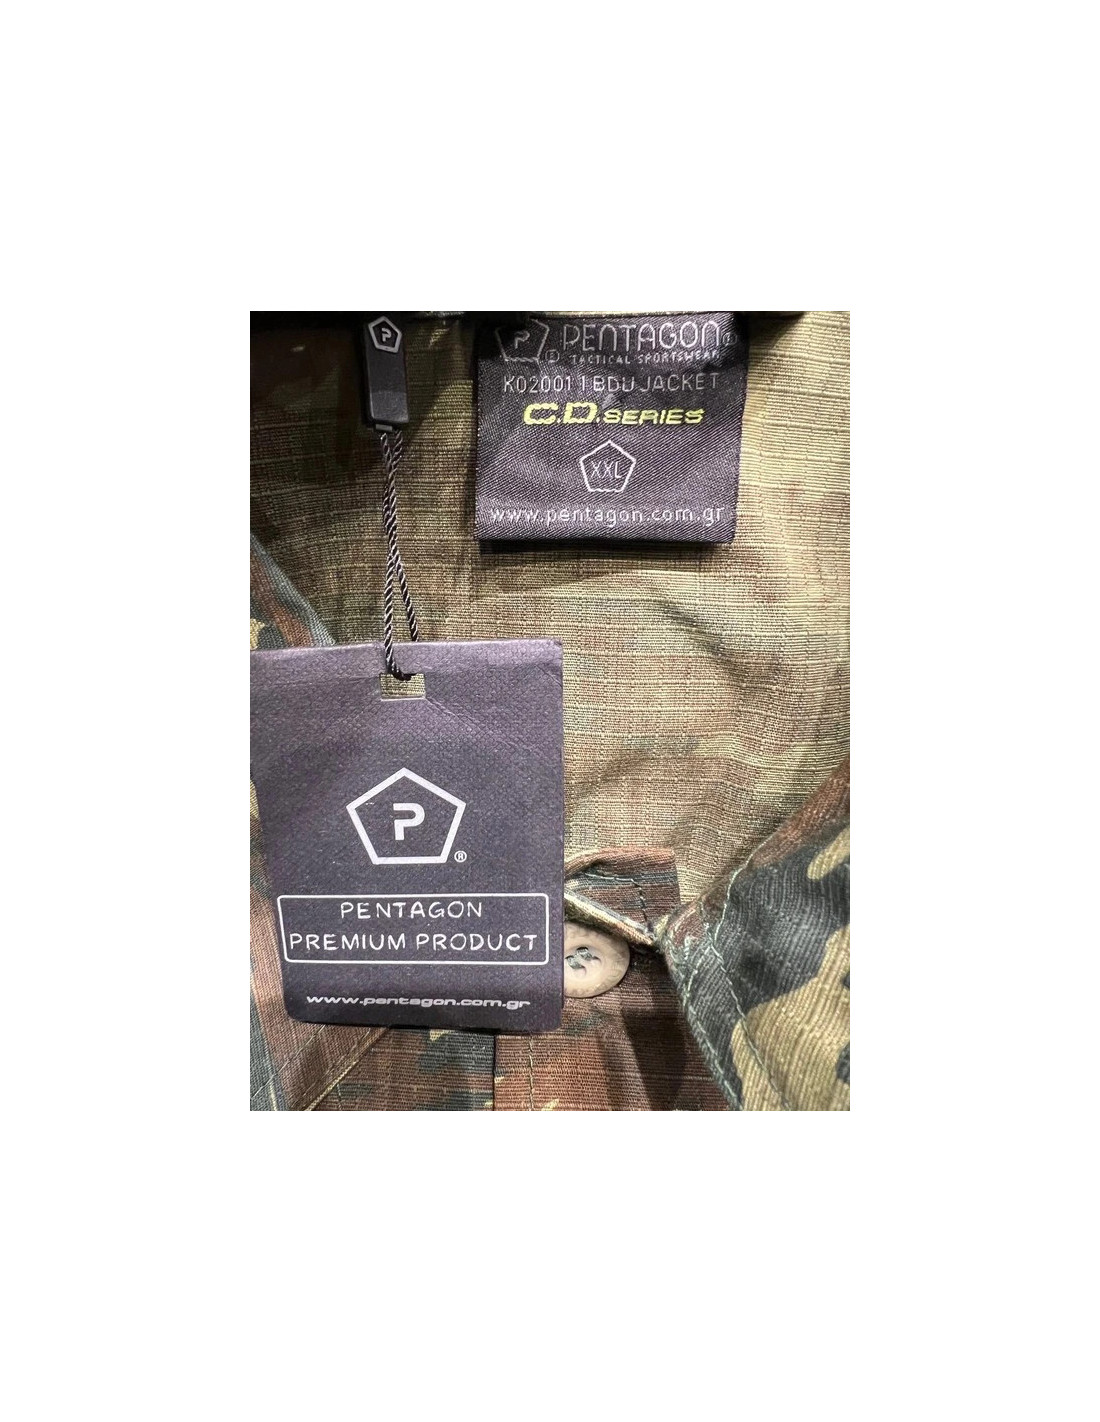 P
P
® PENTAGON®
TACTICAL SPORTSWEAR
K02001 | BDU JACKET
C.D. SERIES
XXL
www.pentagon.com.gr
P
®
PENTAGON
PREMIUM PRODUCT
www.pentagon.com.gr